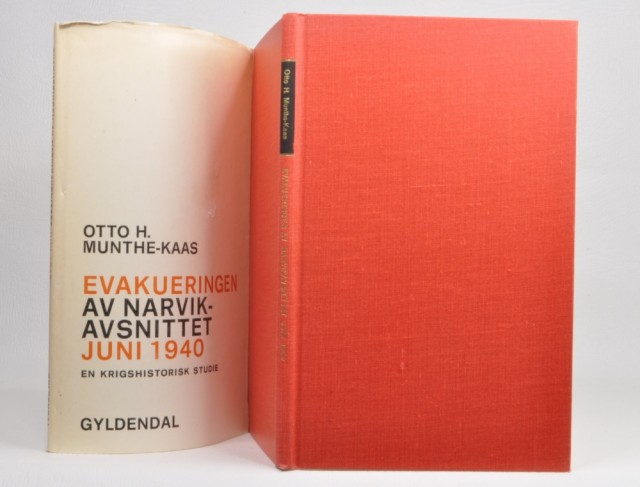 OTTO H.
MUNTHE-KAAS
EVAKUERINGEN
AV NARVIK-
AVSNITTET
JUNI 1940
EN KRIGSHISTORISK STUDIE
GYLDENDAL
Otto H. Munthe-Kaas